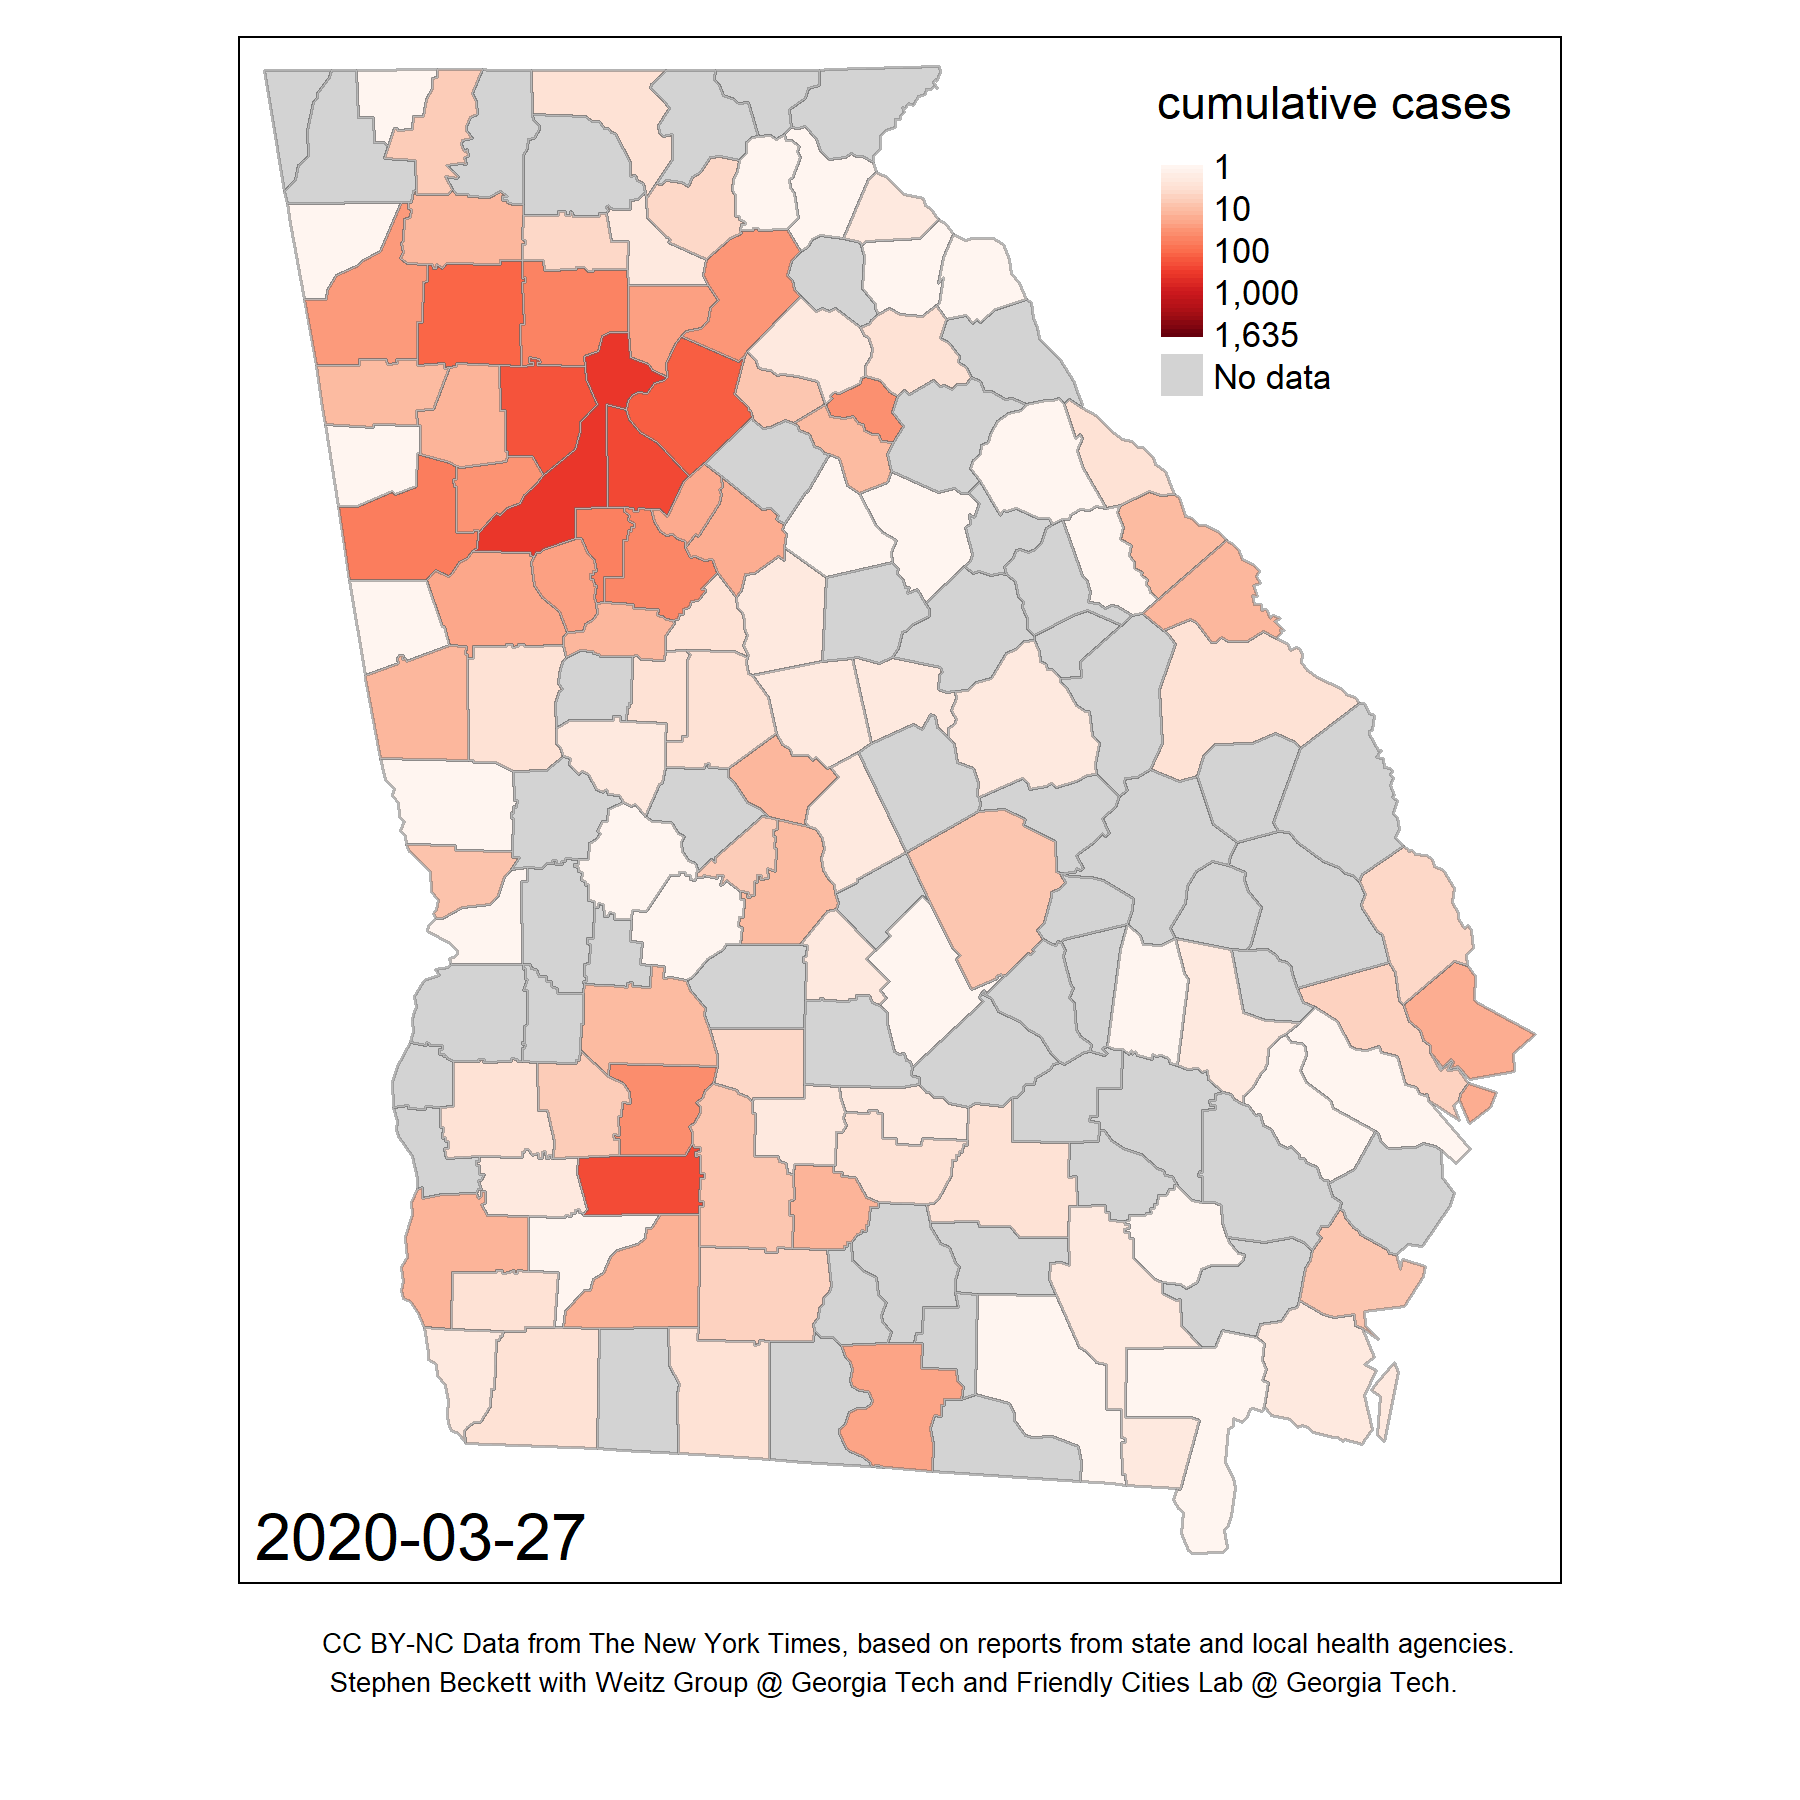 cumulative cases
1
10
100
1,000
1,635
No data
2020-03-27
CC BY-NC Data from The New York Times, based on reports from state and local health agencies.
Stephen Beckett with Weitz Group @ Georgia Tech and Friendly Cities Lab @ Georgia Tech.